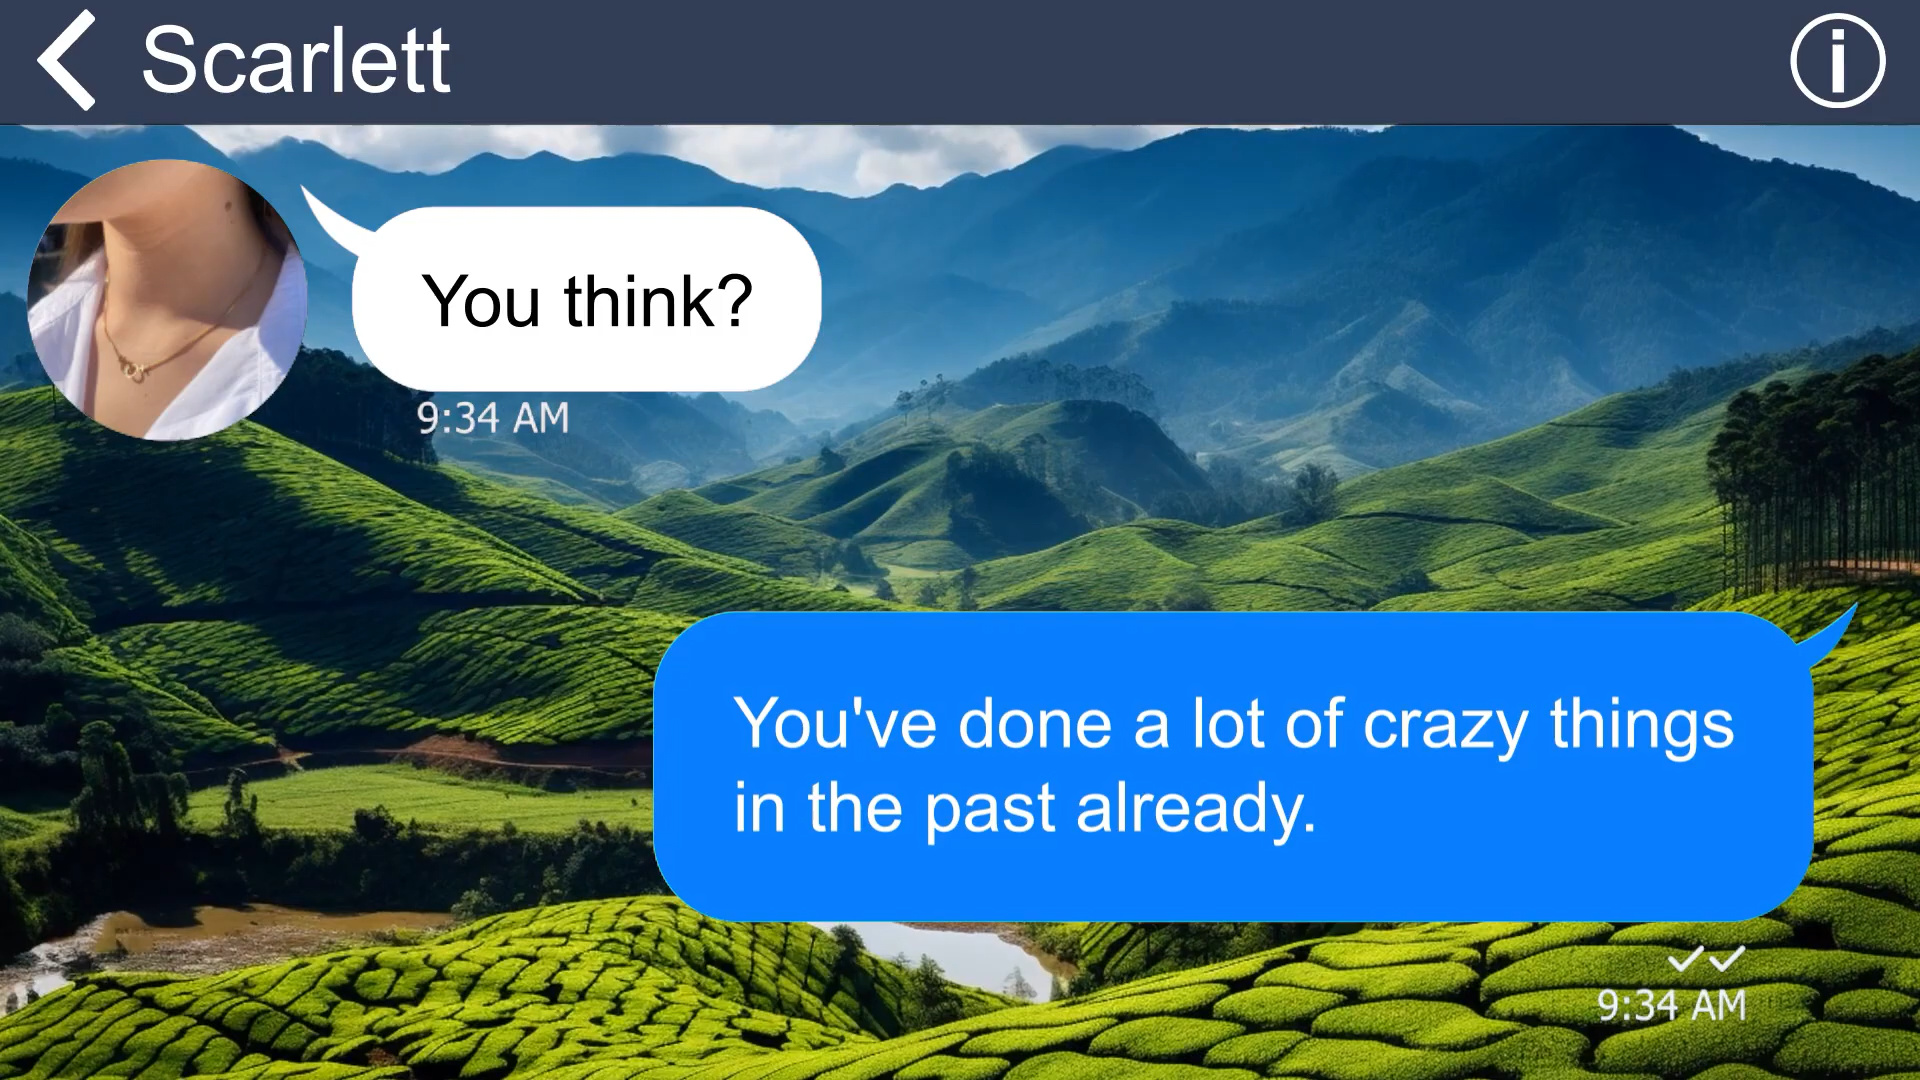 Scarlett
You think?
9:34 AM
You've done a lot of crazy things
in the past already.
9:34 AM